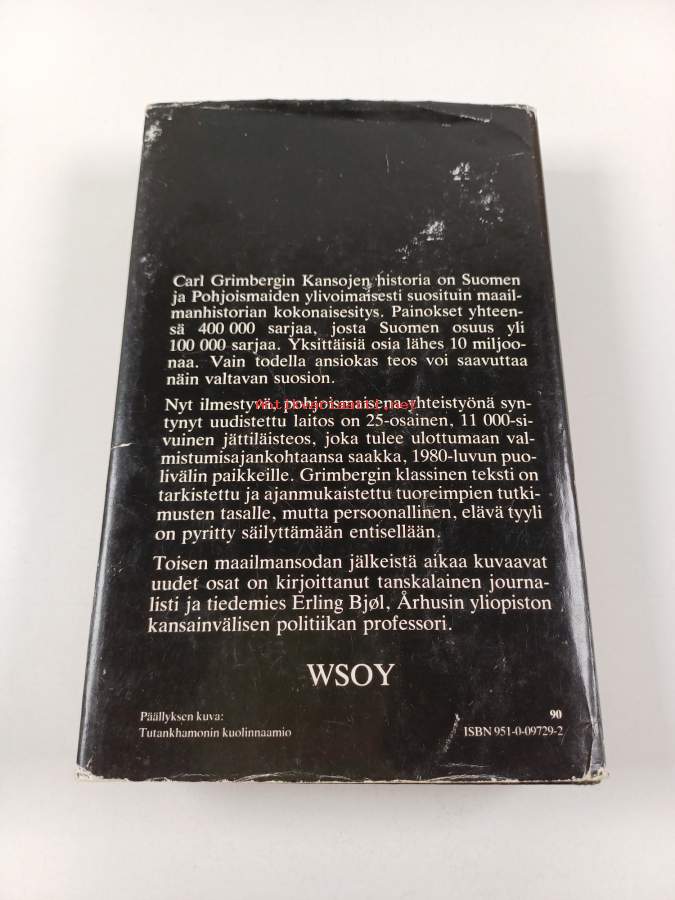 Carl Grimbergin Kansojen historia on Suomen
ja Pohjoismaiden ylivoimaisesti suosituin maail-
manhistorian kokonaisesitys. Painokset yhteen-
sä 400 000 sarjaa, josta Suomen osuus yli
100 000 sarjaa. Yksittäisiä osia lähes 10 miljoo-
naa. Vain todella ansiokas teos voi saavuttaa
näin valtavan suosion.
Nyt ilmestyvä, pohjoismaisena yhteistyönä syn-
tynyt uudistettu laitos on 25-osainen, 11 000-si-
vuinen jättiläisteos, joka tulee ulottumaan val-
mistumisajankohtaansa saakka, 1980-luvun puo-
livälin paikkeille. Grimbergin klassinen teksti on
tarkistettu ja ajanmukaistettu tuoreimpien tutki-
musten tasalle, mutta persoonallinen, elävä tyyli
on pyritty säilyttämään entisellään.
Toisen maailmansodan jälkeistä aikaa kuvaavat
uudet osat on kirjoittanut tanskalainen journa-
listi ja tiedemies Erling Bjøl, Århusin yliopiston
kansainvälisen politiikan professori.
WSOY
Päällyksen kuva:
Tutankhamonin kuolinnaamio
90
ISBN 951-0-09729-2